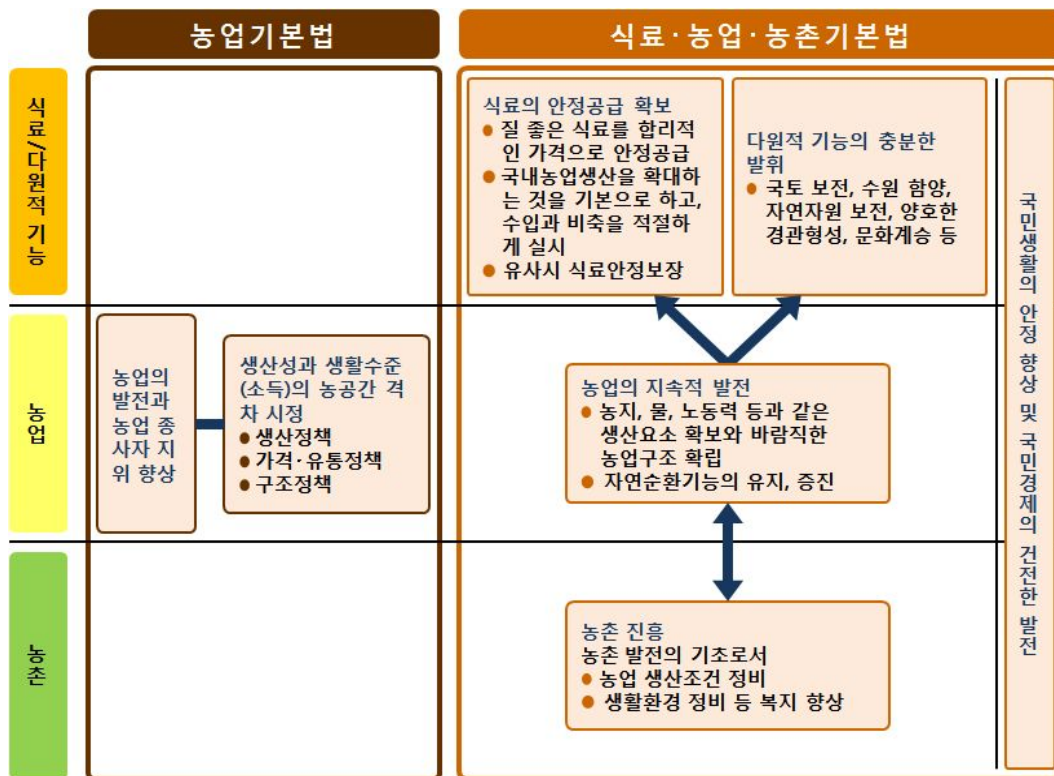 농업기본법
식료·농업·농촌기본법
식료/다원적 기능
식료의 안정공급 확보
● 질 좋은 식료를 합리적
인 가격으로 안정공급
● 국내농업생산을 확대하
는 것을 기본으로 하고,
수입과 비축을 적절하
게 실시
● 유사시 식료안정보장
다원적 기능의 충분한
발휘
● 국토 보전, 수원 함양,
자연자원 보전, 양호한
경관형성, 문화계승 등
국민생활의 안정 향상 및 국민경제의 건전한 발전
농업
농업의
발전과
농업 종
사자 지
위 향상
생산성과 생활수준
(소득)의 농공간 격
차 시정
● 생산정책
● 가격·유통정책
● 구조정책
농업의 지속적 발전
● 농지, 물, 노동력 등과 같은
생산요소 확보와 바람직한
농업구조 확립
● 자연순환기능의 유지, 증진
농촌
농촌 진흥
농촌 발전의 기초로서
● 농업 생산조건 정비
● 생활환경 정비 등 복지 향상